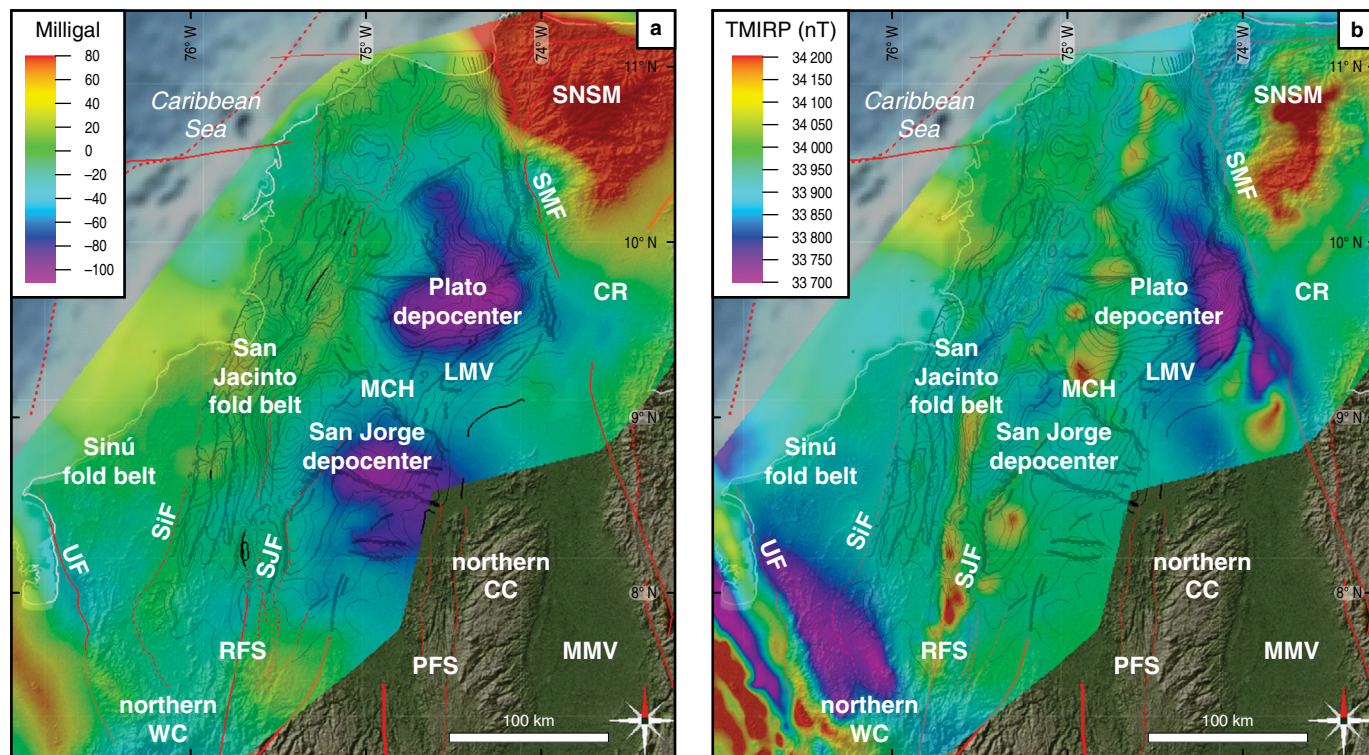 Milligal
80
60
40
20
0
−20
−40
−60
−80
−100
a
76° W
75° W
74° W
11° N
10° N
9° N
8° N
Caribbean
Sea
SNSM
SMF
Plato
depocenter
CR
San
Jacinto
fold belt
LMV
MCH
San Jorge
depocenter
Sinú
fold belt
SiF
UF
SJF
northern
CC
RFS
PFS
MMV
northern
WC
100 km
TMIRP (nT)
34 200
34 150
34 100
34 050
34 000
33 950
33 900
33 850
33 800
33 750
33 700
b
76° W
75° W
74° W
11° N
10° N
9° N
8° N
Caribbean
Sea
SNSM
SMF
Plato
depocenter
CR
San
Jacinto
fold belt
LMV
MCH
San Jorge
depocenter
Sinú
fold belt
SiF
UF
SJF
northern
CC
RFS
PFS
MMV
northern
WC
100 km